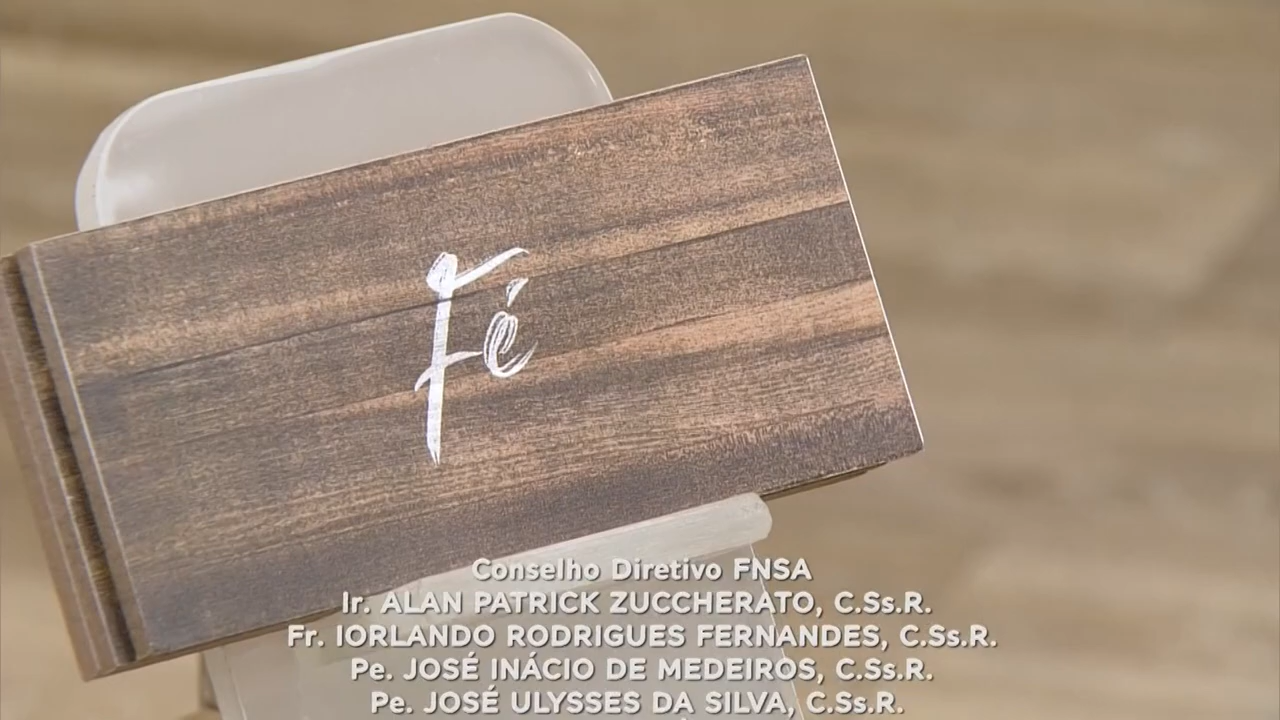 Fé
Conselho Diretivo FNSA
Ir. ALAN PATRICK ZUCCHERATO, C.Ss.R.
Fr. IORLANDO RODRIGUES FERNANDES, C.Ss.R.
Pe. JOSÉ INÁCIO DE MEDEIROS, C.Ss.R.
Pe. JOSÉ ULYSSES DA SILVA, C.Ss.R.